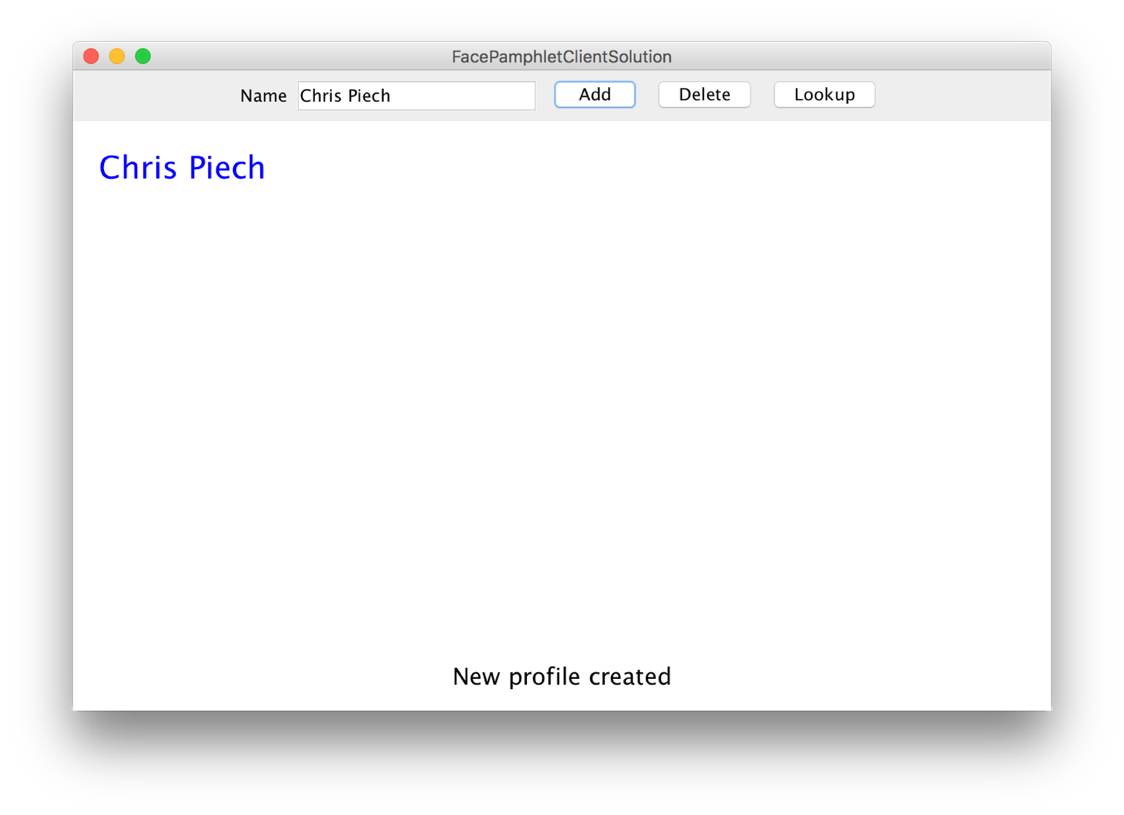 FacePamphletClientSolution
Name Chris Piech Add Delete Lookup
Chris Piech
New profile created